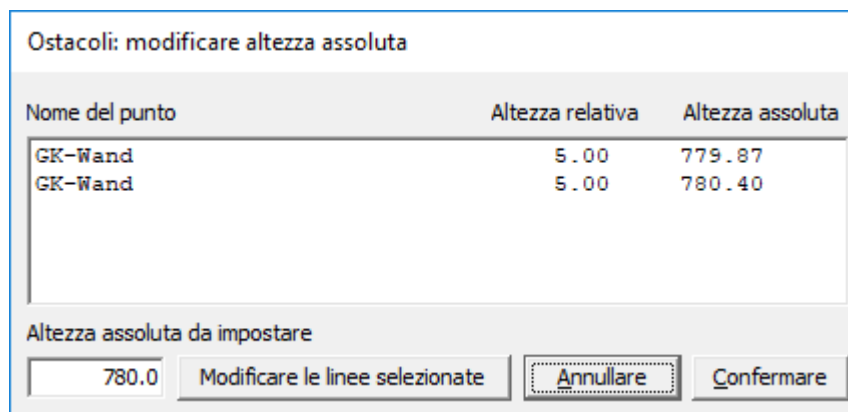 Ostacoli: modificare altezza assoluta
Nome del punto Altezza relativa Altezza assoluta
GK-Wand 5.00 779.87
GK-Wand 5.00 780.40
Altezza assoluta da impostare
780.0 Modificare le linee selezionate Annullare Confermare